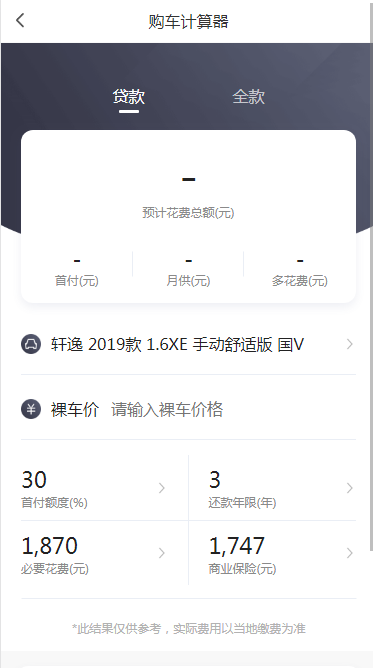 购车计算器
贷款 全款
-
预计花费总额(元)
- - -
首付(元) 月供(元) 多花费(元)
轩逸 2019款 1.6XE 手动舒适版 国V
¥ 裸车价 请输入裸车价格
30 3
首付额度(%) 还款年限(年)
1,870 1,747
必要花费(元) 商业保险(元)
*此结果仅供参考，实际费用以当地缴费为准